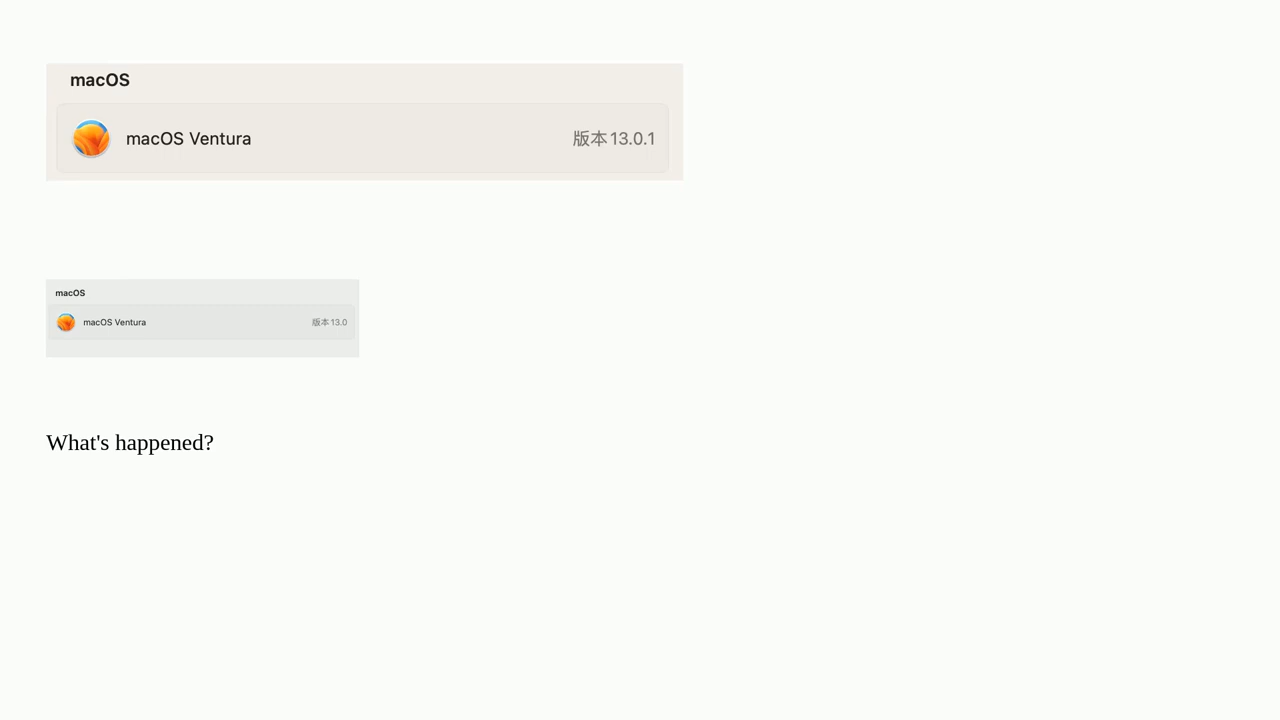 macOS
macOS Ventura 版本 13.0.1
macOS
macOS Ventura 版本 13.0
What's happened?